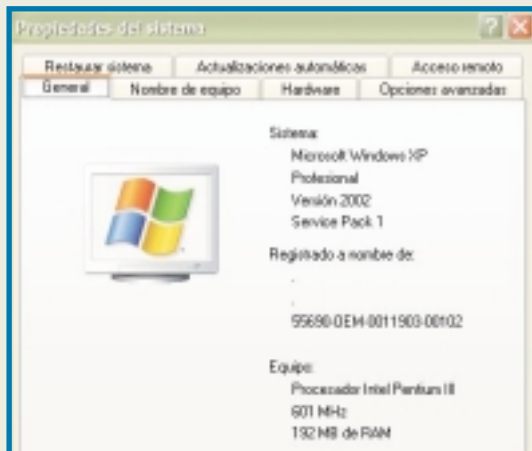 Propiedades del sistema
Restaurar sistema Actualizaciones automáticas Acceso remoto
General Nombre de equipo Hardware Opciones avanzadas
Sistema:
Microsoft Windows XP
Profesional
Versión 2002
Service Pack 1
Registrado a nombre de:
.
.
55690-OEM-0011903-00102
Equipo:
Procesador Intel Pentium III
601 MHz
192 MB de RAM